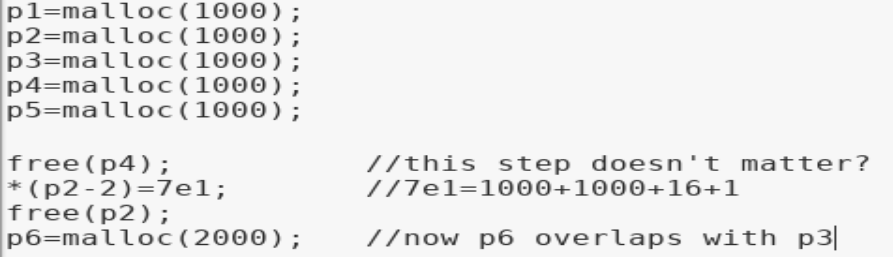 p1=malloc(1000);
p2=malloc(1000);
p3=malloc(1000);
p4=malloc(1000);
p5=malloc(1000);
free(p4); //this step doesn't matter?
*(p2-2)=7e1; //7e1=1000+1000+16+1
free(p2);
p6=malloc(2000); //now p6 overlaps with p3